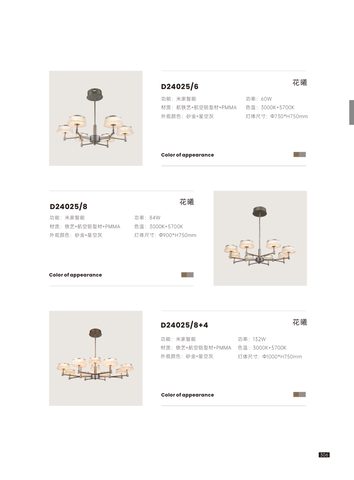 D24025/6
花曦
功能：米家智能
功率：60W
材质：航铁艺+航空铝型材+PMMA
色温：3000K+5700K
外观颜色：砂金+星空灰
灯体尺寸：Φ750*H750mm
Color of appearance
D24025/8
花曦
功能：米家智能
功率：84W
材质：铁艺+航空铝型材+PMMA
色温：3000K+5700K
外观颜色：砂金+星空灰
灯体尺寸：Φ900*H750mm
Color of appearance
D24025/8+4
花曦
功能：米家智能
功率：132W
材质：铁艺+航空铝型材+PMMA
色温：3000K+5700K
外观颜色：砂金+星空灰
灯体尺寸：Φ1000*H750mm
Color of appearance